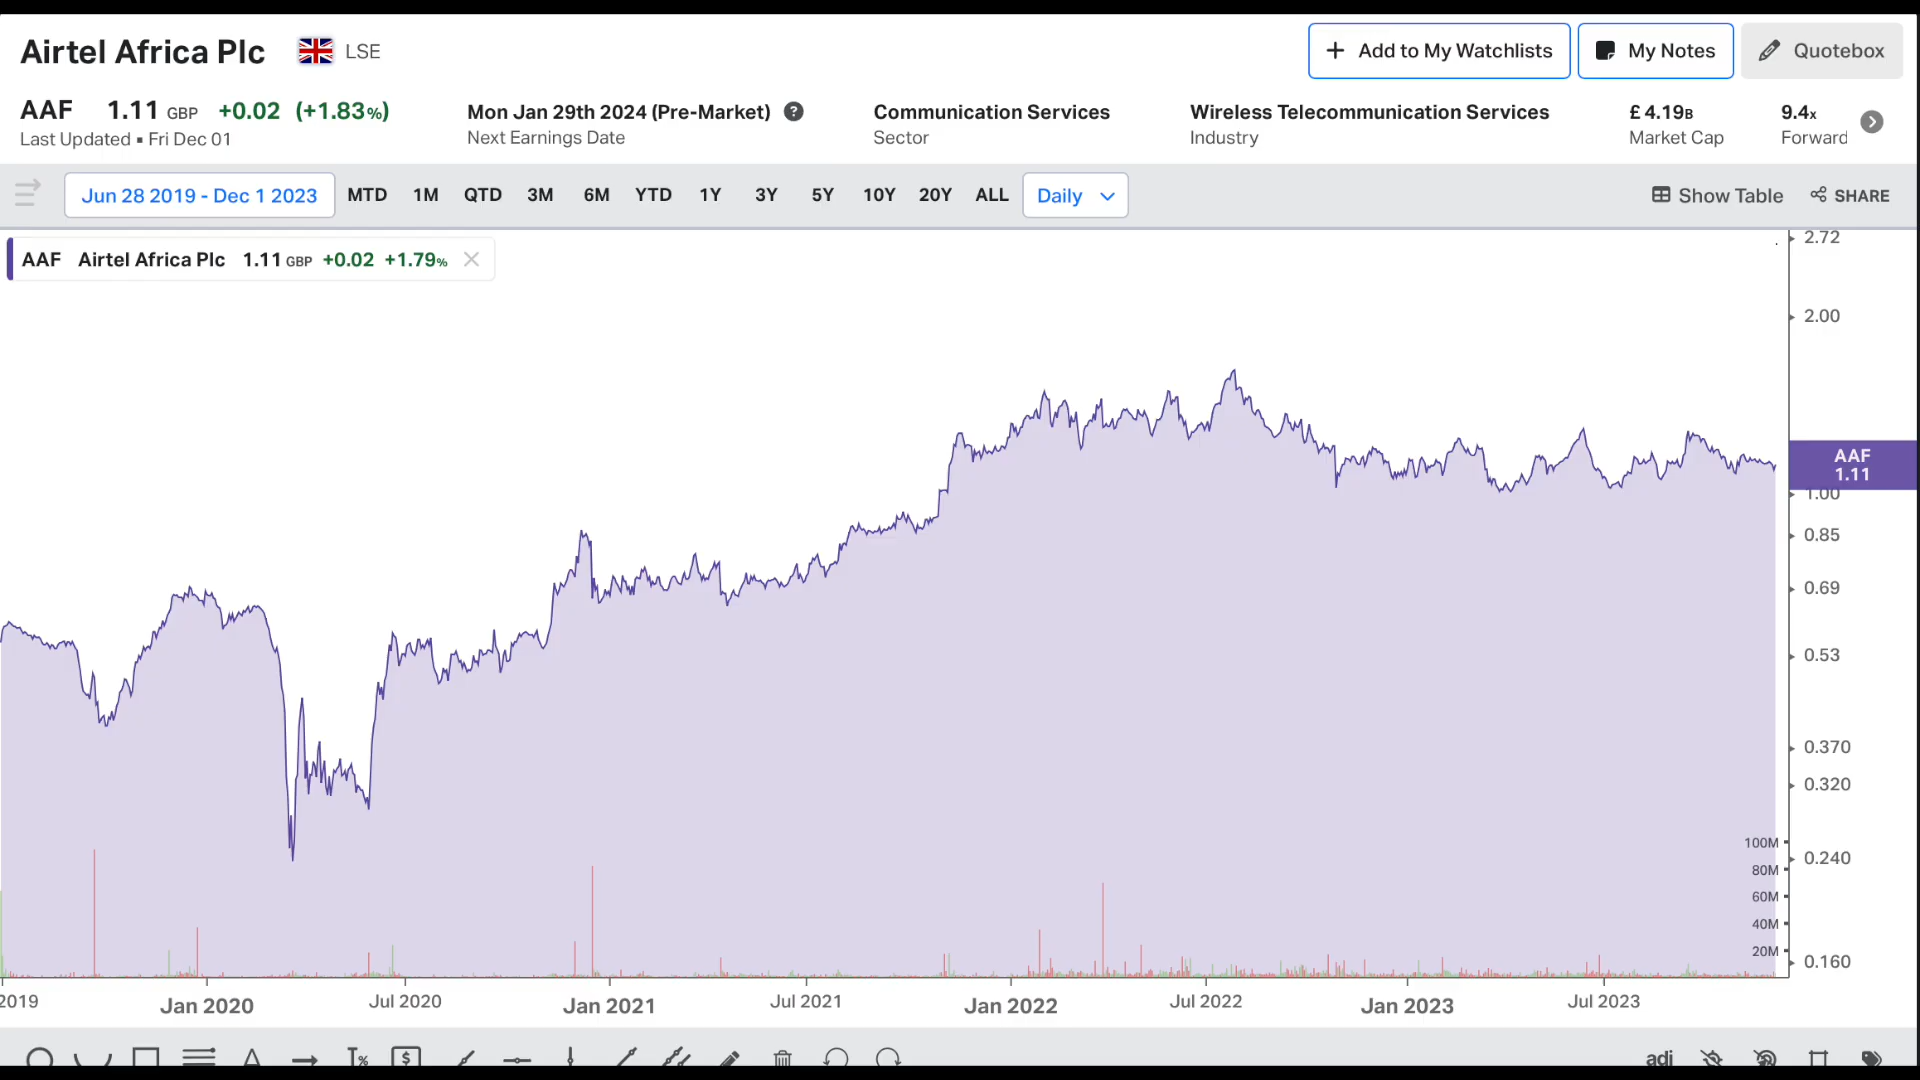 Airtel Africa Plc LSE
+ Add to My Watchlists My Notes Quotebox
AAF 1.11 GBP +0.02 (+1.83%) Mon Jan 29th 2024 (Pre-Market) ? Communication Services Wireless Telecommunication Services £ 4.19B 9.4x
Last Updated ▪ Fri Dec 01 Next Earnings Date Sector Industry Market Cap Forward
Jun 28 2019 - Dec 1 2023 MTD 1M QTD 3M 6M YTD 1Y 3Y 5Y 10Y 20Y ALL Daily Show Table SHARE
AAF Airtel Africa Plc 1.11 GBP +0.02 +1.79%
2.72
2.00
AAF
1.11
1.00
0.85
0.69
0.53
0.370
0.320
100M
0.240
80M
60M
40M
20M
0.160
2019 Jan 2020 Jul 2020 Jan 2021 Jul 2021 Jan 2022 Jul 2022 Jan 2023 Jul 2023
A T% $ adj